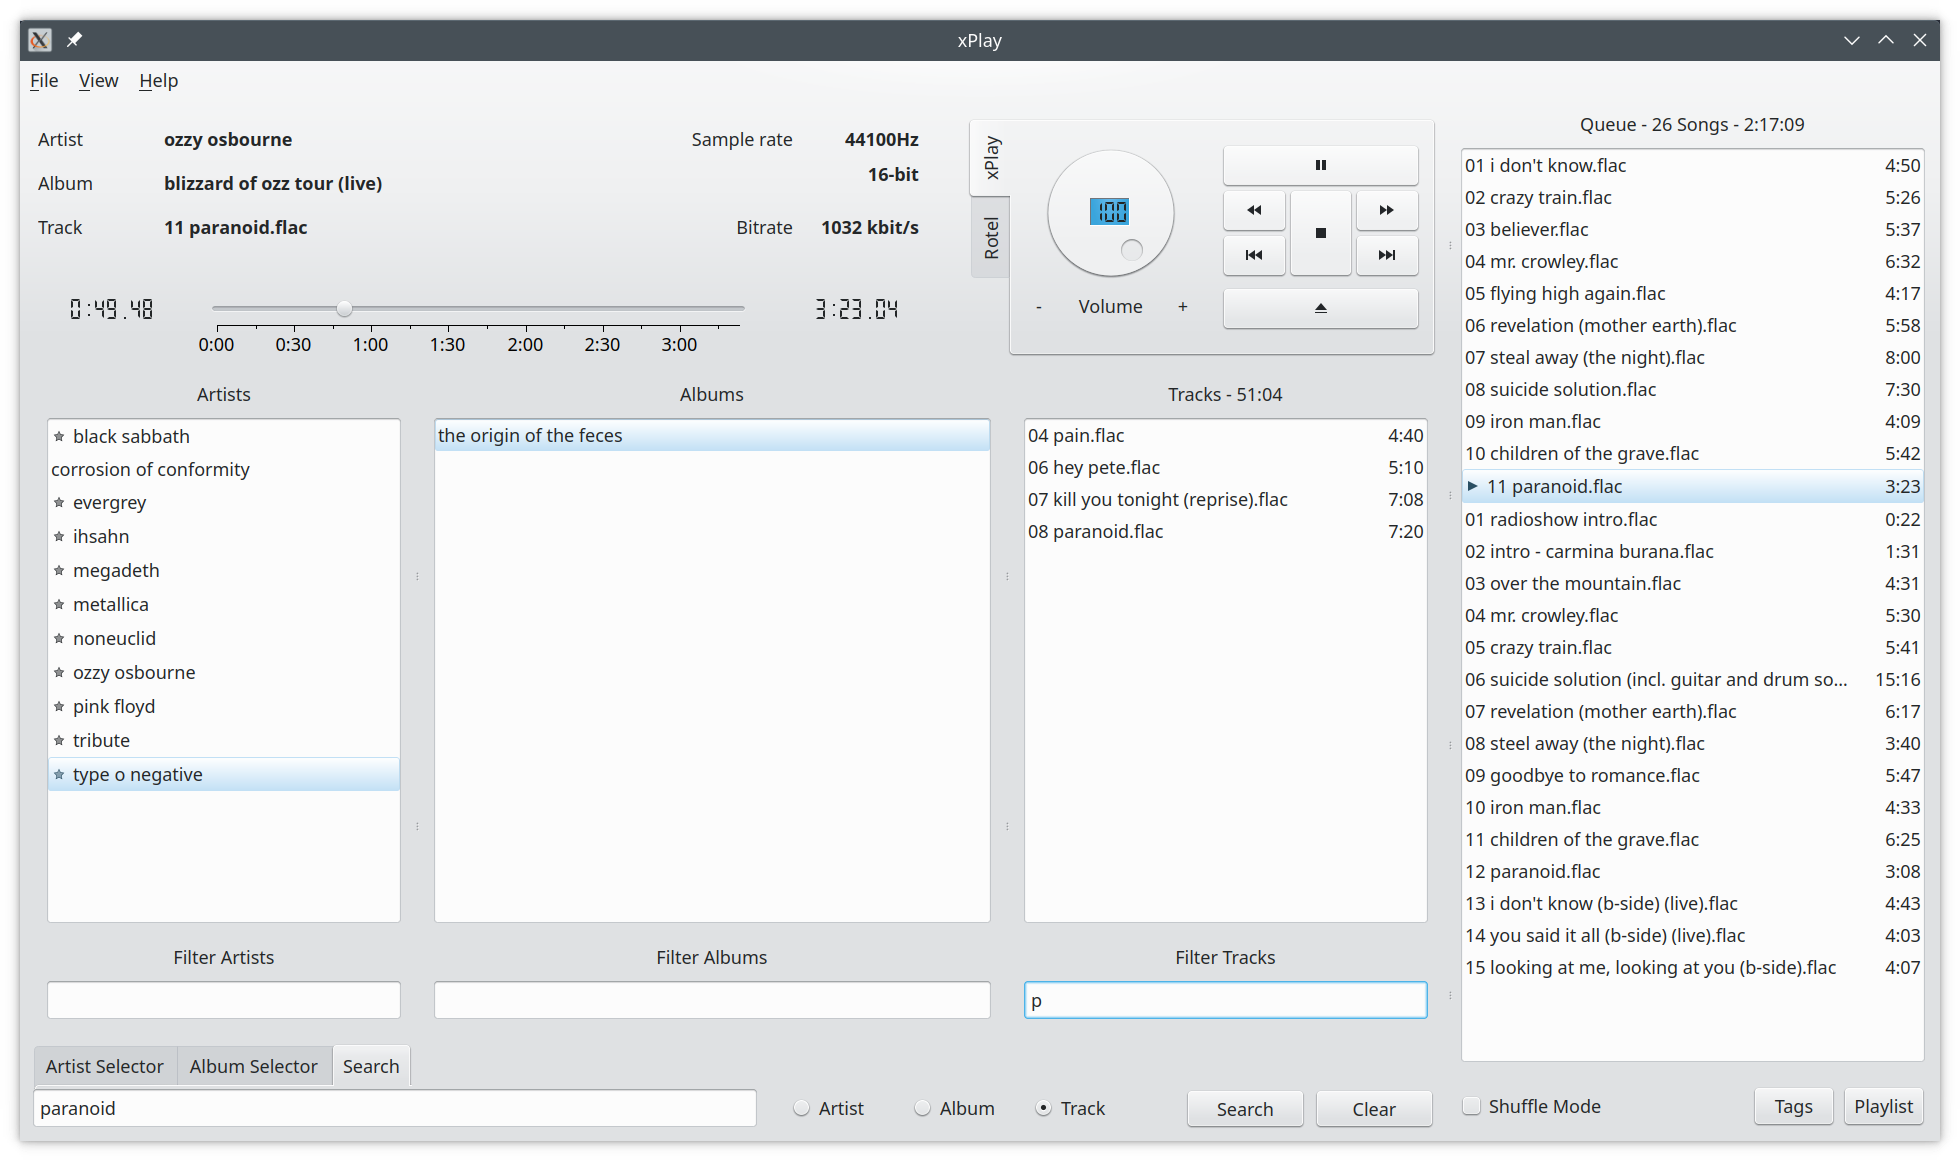 xPlay
File View Help
Artist ozzy osbourne
Album blizzard of ozz tour (live)
Track 11 paranoid.flac
Sample rate 44100Hz
16-bit
Bitrate 1032 kbit/s
0:49.48
3:23.04
0:00 0:30 1:00 1:30 2:00 2:30 3:00
xPlay
Rotel
100
- Volume +
Artists
black sabbath
corrosion of conformity
evergrey
ihsahn
megadeth
metallica
noneuclid
ozzy osbourne
pink floyd
tribute
type o negative
Filter Artists
Albums
the origin of the feces
Filter Albums
Tracks - 51:04
04 pain.flac 4:40
06 hey pete.flac 5:10
07 kill you tonight (reprise).flac 7:08
08 paranoid.flac 7:20
Filter Tracks
p
Queue - 26 Songs - 2:17:09
01 i don't know.flac 4:50
02 crazy train.flac 5:26
03 believer.flac 5:37
04 mr. crowley.flac 6:32
05 flying high again.flac 4:17
06 revelation (mother earth).flac 5:58
07 steal away (the night).flac 8:00
08 suicide solution.flac 7:30
09 iron man.flac 4:09
10 children of the grave.flac 5:42
11 paranoid.flac 3:23
01 radioshow intro.flac 0:22
02 intro - carmina burana.flac 1:31
03 over the mountain.flac 4:31
04 mr. crowley.flac 5:30
05 crazy train.flac 5:41
06 suicide solution (incl. guitar and drum so... 15:16
07 revelation (mother earth).flac 6:17
08 steel away (the night).flac 3:40
09 goodbye to romance.flac 5:47
10 iron man.flac 4:33
11 children of the grave.flac 6:25
12 paranoid.flac 3:08
13 i don't know (b-side) (live).flac 4:43
14 you said it all (b-side) (live).flac 4:03
15 looking at me, looking at you (b-side).flac 4:07
Artist Selector Album Selector Search
paranoid
Artist Album Track
Search Clear
Shuffle Mode
Tags Playlist